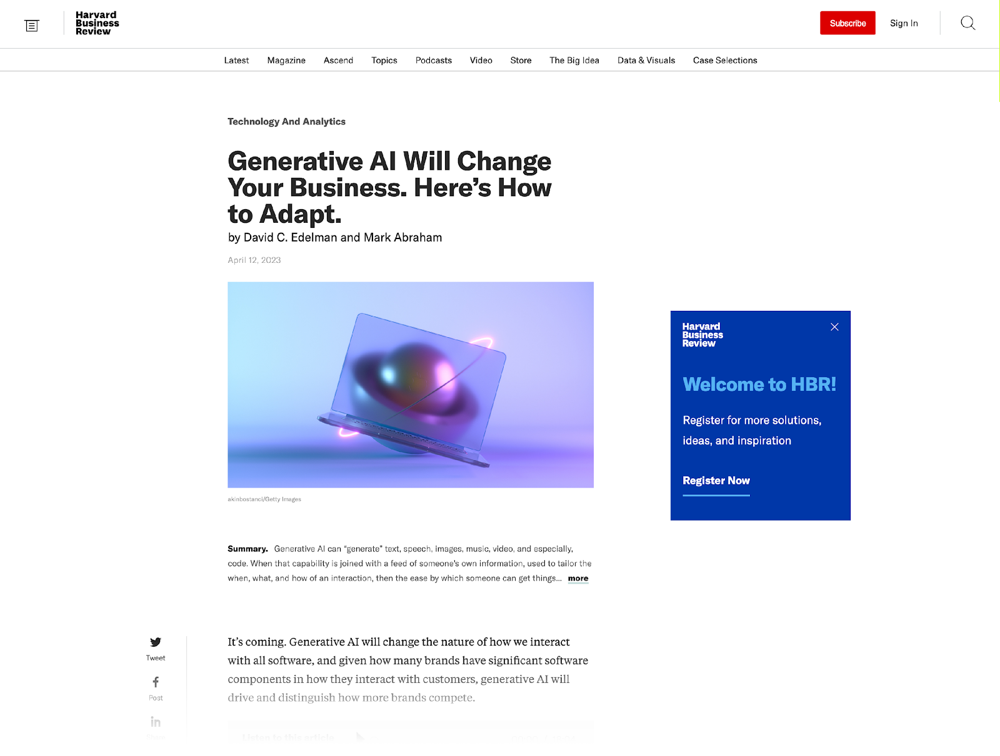 Harvard
Business
Review
Subscribe
Sign In
Latest
Magazine
Ascend
Topics
Podcasts
Video
Store
The Big Idea
Data & Visuals
Case Selections
Technology And Analytics
Generative AI Will Change
Your Business. Here’s How
to Adapt.
by David C. Edelman and Mark Abraham
April 12, 2023
akinbostanci/Getty Images
Harvard
Business
Review
Welcome to HBR!
Register for more solutions,
ideas, and inspiration
Register Now
Summary. Generative AI can “generate” text, speech, images, music, video, and especially,
code. When that capability is joined with a feed of someone’s own information, used to tailor the
when, what, and how of an interaction, then the ease by which someone can get things... more
Tweet
Post
in
Share
It’s coming. Generative AI will change the nature of how we interact
with all software, and given how many brands have significant software
components in how they interact with customers, generative AI will
drive and distinguish how more brands compete.
Listen to this article